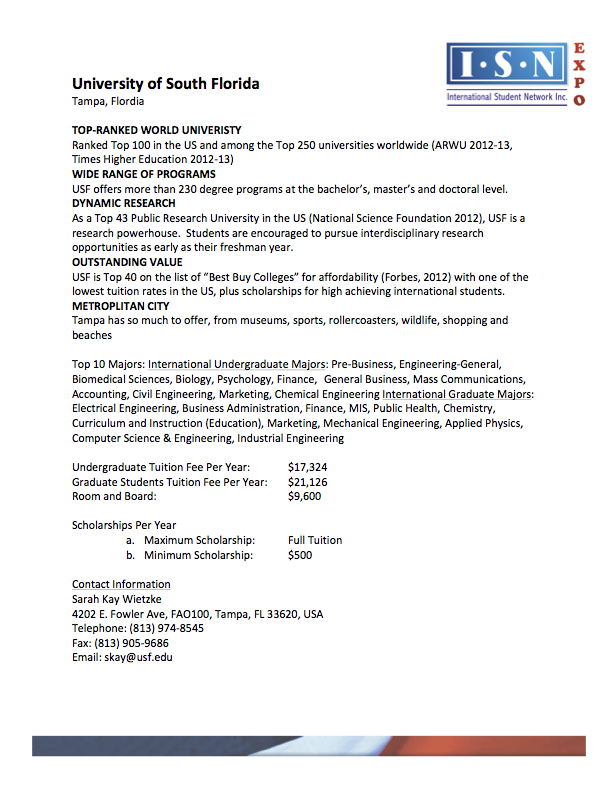 I·S·N
International Student Network Inc.
EXPO
University of South Florida
Tampa, Flordia
TOP-RANKED WORLD UNIVERISTY
Ranked Top 100 in the US and among the Top 250 universities worldwide (ARWU 2012-13,
Times Higher Education 2012-13)
WIDE RANGE OF PROGRAMS
USF offers more than 230 degree programs at the bachelor's, master's and doctoral level.
DYNAMIC RESEARCH
As a Top 43 Public Research University in the US (National Science Foundation 2012), USF is a
research powerhouse.  Students are encouraged to pursue interdisciplinary research
opportunities as early as their freshman year.
OUTSTANDING VALUE
USF is Top 40 on the list of "Best Buy Colleges" for affordability (Forbes, 2012) with one of the
lowest tuition rates in the US, plus scholarships for high achieving international students.
METROPLITAN CITY
Tampa has so much to offer, from museums, sports, rollercoasters, wildlife, shopping and
beaches
Top 10 Majors: International Undergraduate Majors: Pre-Business, Engineering-General,
Biomedical Sciences, Biology, Psychology, Finance,  General Business, Mass Communications,
Accounting, Civil Engineering, Marketing, Chemical Engineering International Graduate Majors:
Electrical Engineering, Business Administration, Finance, MIS, Public Health, Chemistry,
Curriculum and Instruction (Education), Marketing, Mechanical Engineering, Applied Physics,
Computer Science & Engineering, Industrial Engineering
Undergraduate Tuition Fee Per Year: $17,324
Graduate Students Tuition Fee Per Year: $21,126
Room and Board: $9,600
Scholarships Per Year
a. Maximum Scholarship: Full Tuition
b. Minimum Scholarship: $500
Contact Information
Sarah Kay Wietzke
4202 E. Fowler Ave, FAO100, Tampa, FL 33620, USA
Telephone: (813) 974-8545
Fax: (813) 905-9686
Email: skay@usf.edu